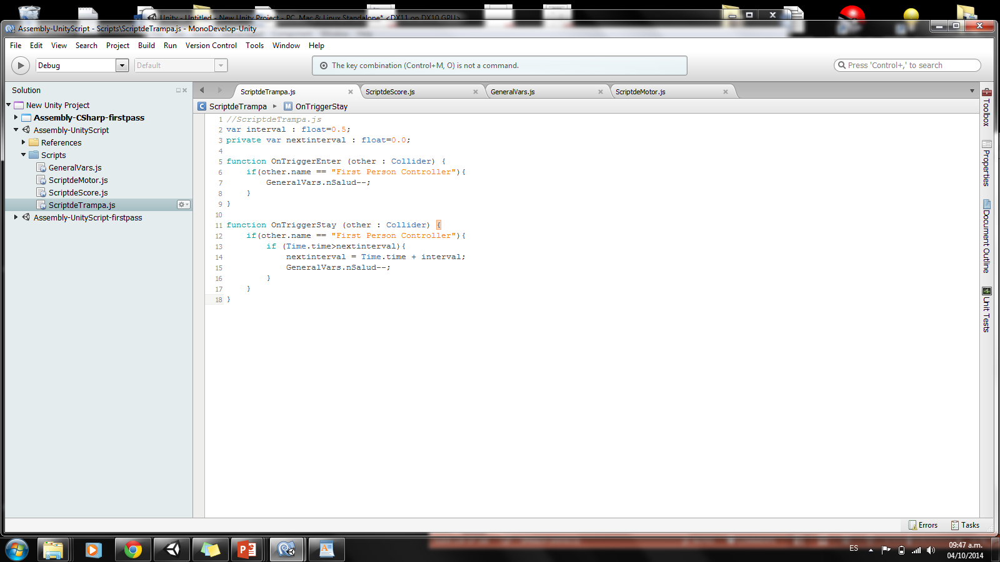 Unity - Untitled - New Unity Project - PC, Mac & Linux Standalone* <DX11 on DX10 GPU>
Assembly-UnityScript - Scripts\ScriptdeTrampa.js - MonoDevelop-Unity
File Edit View Search Project Build Run Version Control Tools Window Help
Debug Default The key combination (Control+M, O) is not a command. Press 'Control+,' to search
Solution
New Unity Project
Assembly-CSharp-firstpass
Assembly-UnityScript
References
Scripts
GeneralVars.js
ScriptdeMotor.js
ScriptdeScore.js
ScriptdeTrampa.js
Assembly-UnityScript-firstpass
ScriptdeTrampa.js ScriptdeScore.js GeneralVars.js ScriptdeMotor.js
ScriptdeTrampa OnTriggerStay
1 //ScriptdeTrampa.js
2 var interval : float=0.5;
3 private var nextinterval : float=0.0;
4
5 function OnTriggerEnter (other : Collider) {
6 if(other.name == "First Person Controller"){
7 GeneralVars.nSalud--;
8 }
9 }
10
11 function OnTriggerStay (other : Collider) {
12 if(other.name == "First Person Controller"){
13 if (Time.time>nextinterval){
14 nextinterval = Time.time + interval;
15 GeneralVars.nSalud--;
16 }
17 }
18 }
Toolbox
Properties
Document Outline
Unit Tests
Errors Tasks
ES
09:47 a.m.
04/10/2014